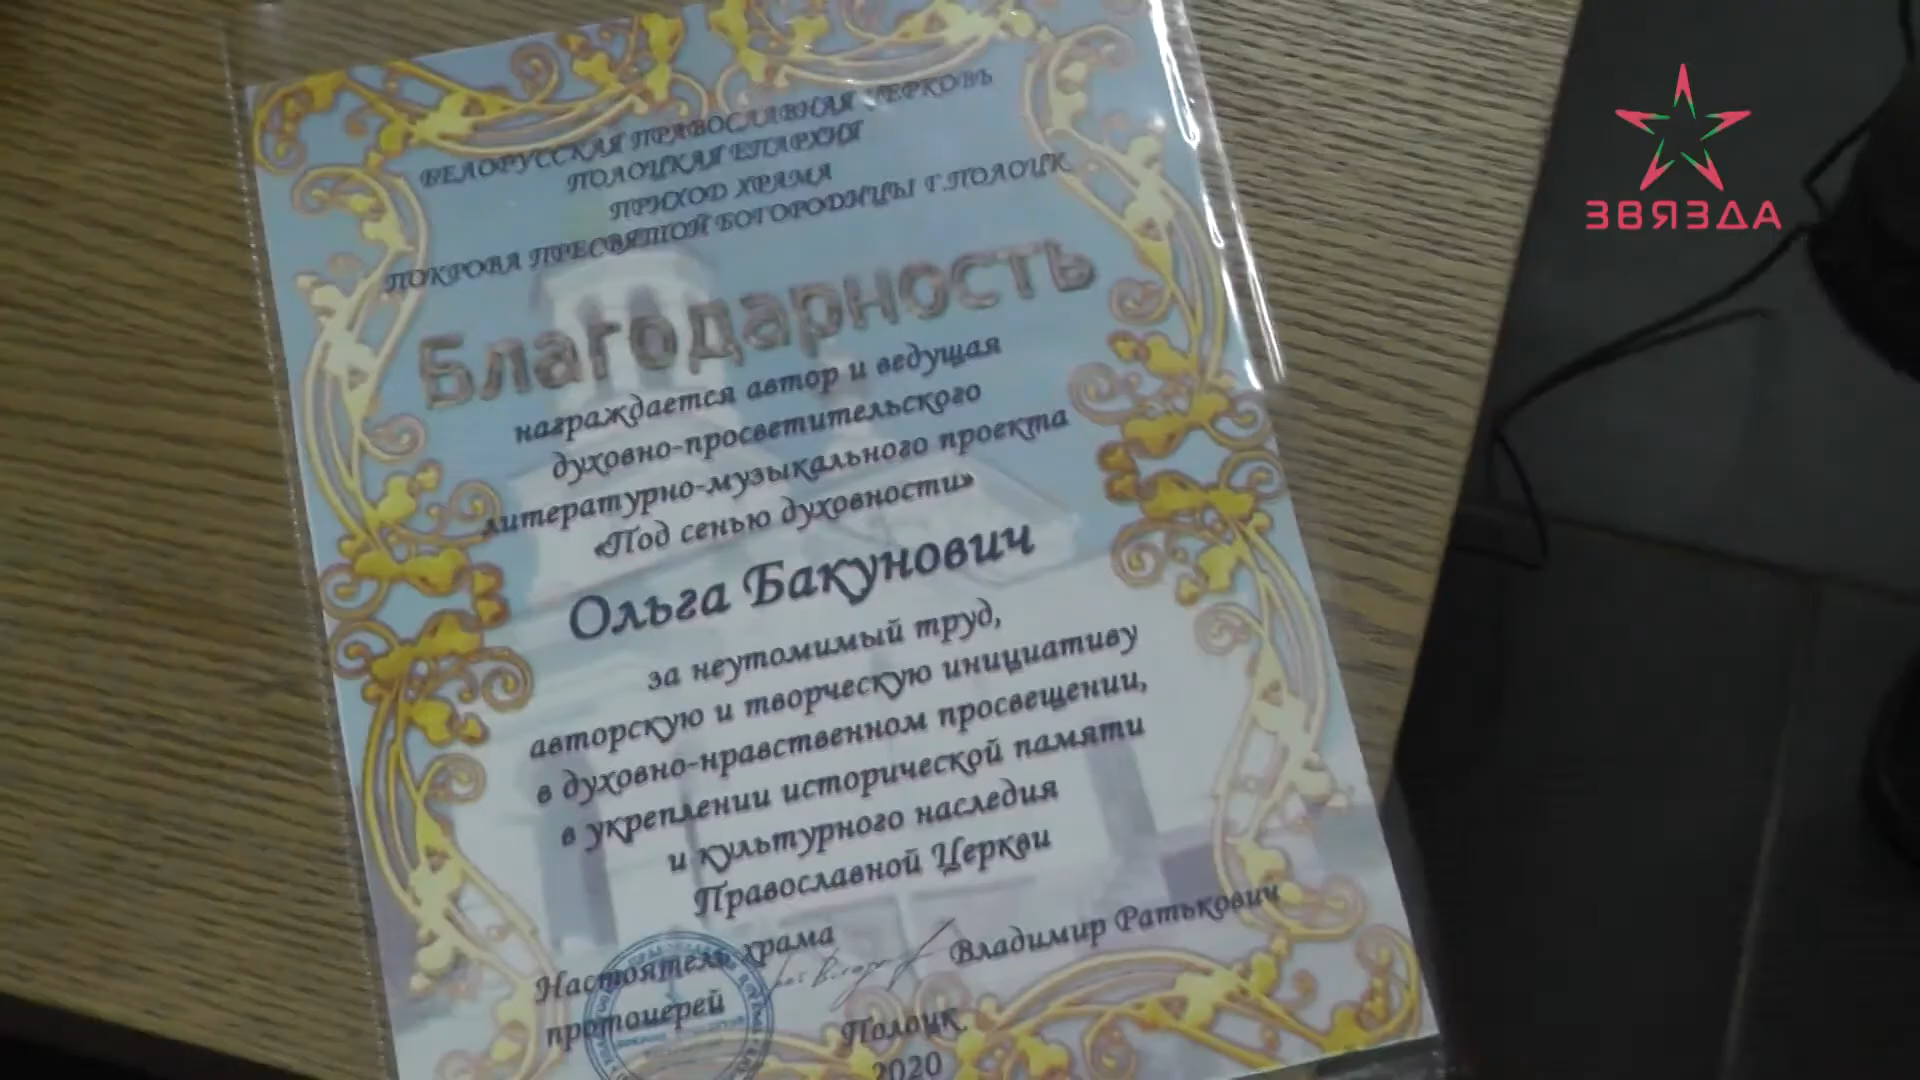 БЕЛОРУССКАЯ ПРАВОСЛАВНАЯ ЦЕРКОВЬ
ПОЛОЦКАЯ ЕПАРХИЯ
ПРИХОД ХРАМА
ПОКРОВА ПРЕСВЯТОЙ БОГОРОДИЦЫ Г.ПОЛОЦК
Благодарность
награждается автор и ведущая
духовно-просветительского
литературно-музыкального проекта
«Под сенью духовности»
Ольга Бакунович
за неутомимый труд,
авторскую и творческую инициативу
в духовно-нравственном просвещении,
в укреплении исторической памяти
и культурного наследия
Православной Церкви
Настоятель храма
протоиерей
Владимир Ратькович
Полоцк.
2020
ЗВЯЗДА